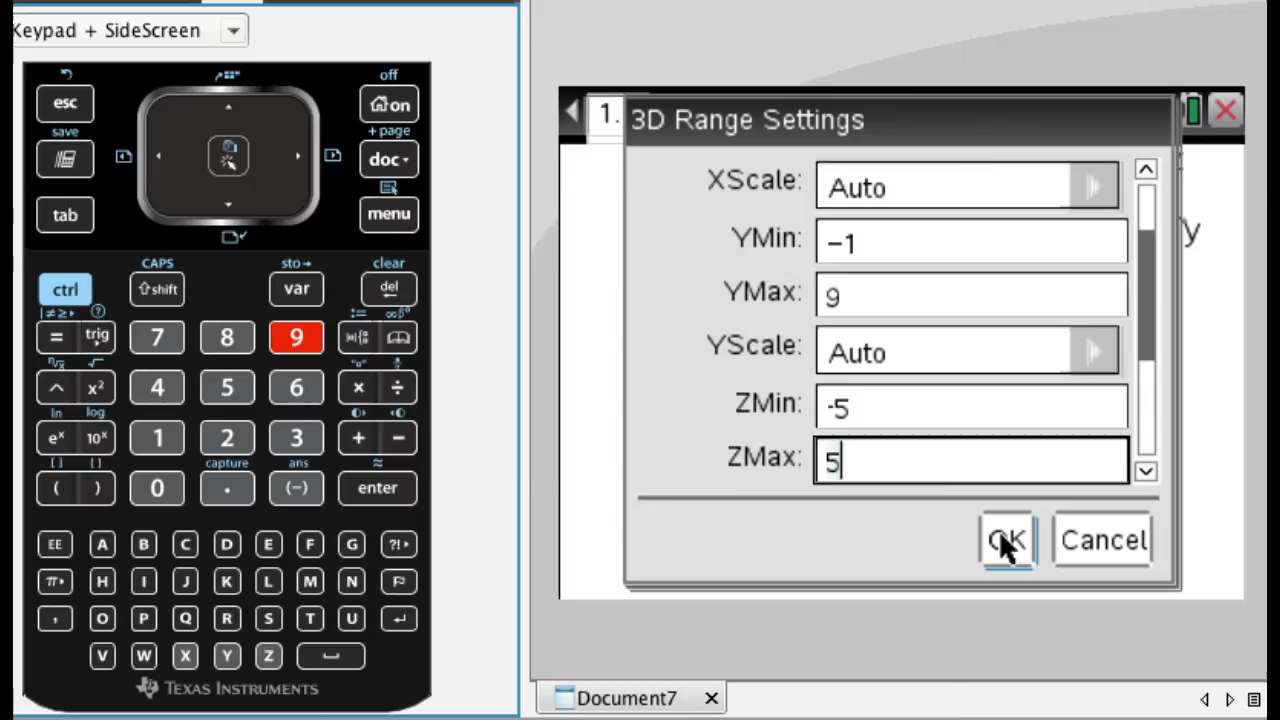 Keypad + SideScreen
off
esc
on
save
+ page
doc
tab
menu
CAPS
sto→
clear
ctrl
⇧shift
var
del
|≠≥▸
:=
∞β°
=
trig
7
8
9
^
x²
4
5
6
×
÷
ln
log
eˣ
10ˣ
1
2
3
+
−
[ ]
{ }
capture
ans
≈
(
)
0
.
(−)
enter
EE
A
B
C
D
E
F
G
?!▸
π▸
H
I
J
K
L
M
N
,
O
P
Q
R
S
T
U
V
W
X
Y
Z
TEXAS INSTRUMENTS
1.
3D Range Settings
XScale: Auto
YMin: −1
y
YMax: 9
YScale: Auto
ZMin: -5
ZMax: 5
OK
Cancel
Document7